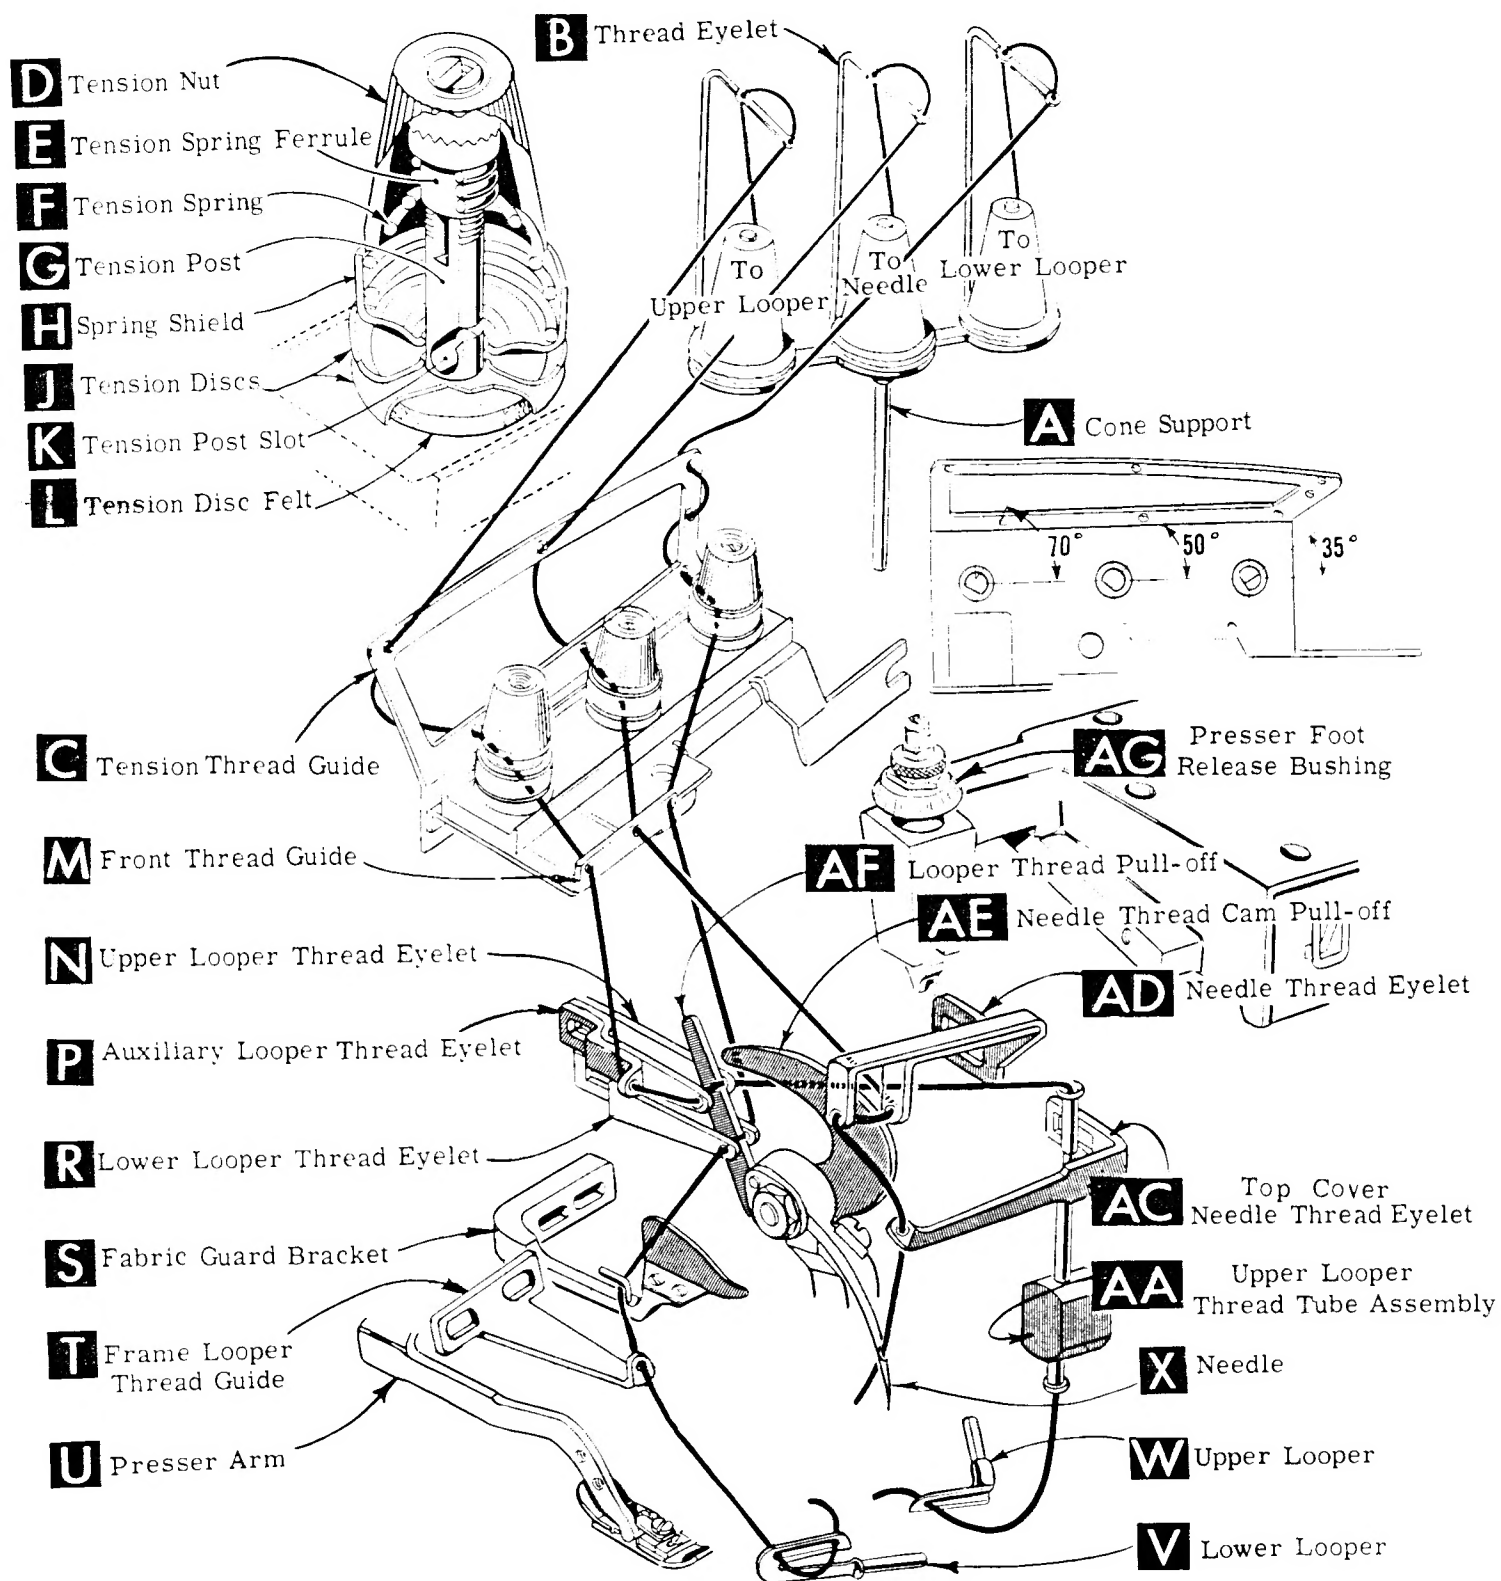 B Thread Eyelet
D Tension Nut
E Tension Spring Ferrule
F Tension Spring
G Tension Post
H Spring Shield
J Tension Discs
K Tension Post Slot
L Tension Disc Felt
To
Upper Looper
To
Needle
To
Lower Looper
A Cone Support
70°
50°
35°
C Tension Thread Guide
AG Presser Foot
Release Bushing
M Front Thread Guide
AF Looper Thread Pull-off
AE Needle Thread Cam Pull-off
N Upper Looper Thread Eyelet
AD Needle Thread Eyelet
P Auxiliary Looper Thread Eyelet
R Lower Looper Thread Eyelet
AC Top Cover
Needle Thread Eyelet
S Fabric Guard Bracket
AA Upper Looper
Thread Tube Assembly
T Frame Looper
Thread Guide
X Needle
U Presser Arm
W Upper Looper
V Lower Looper